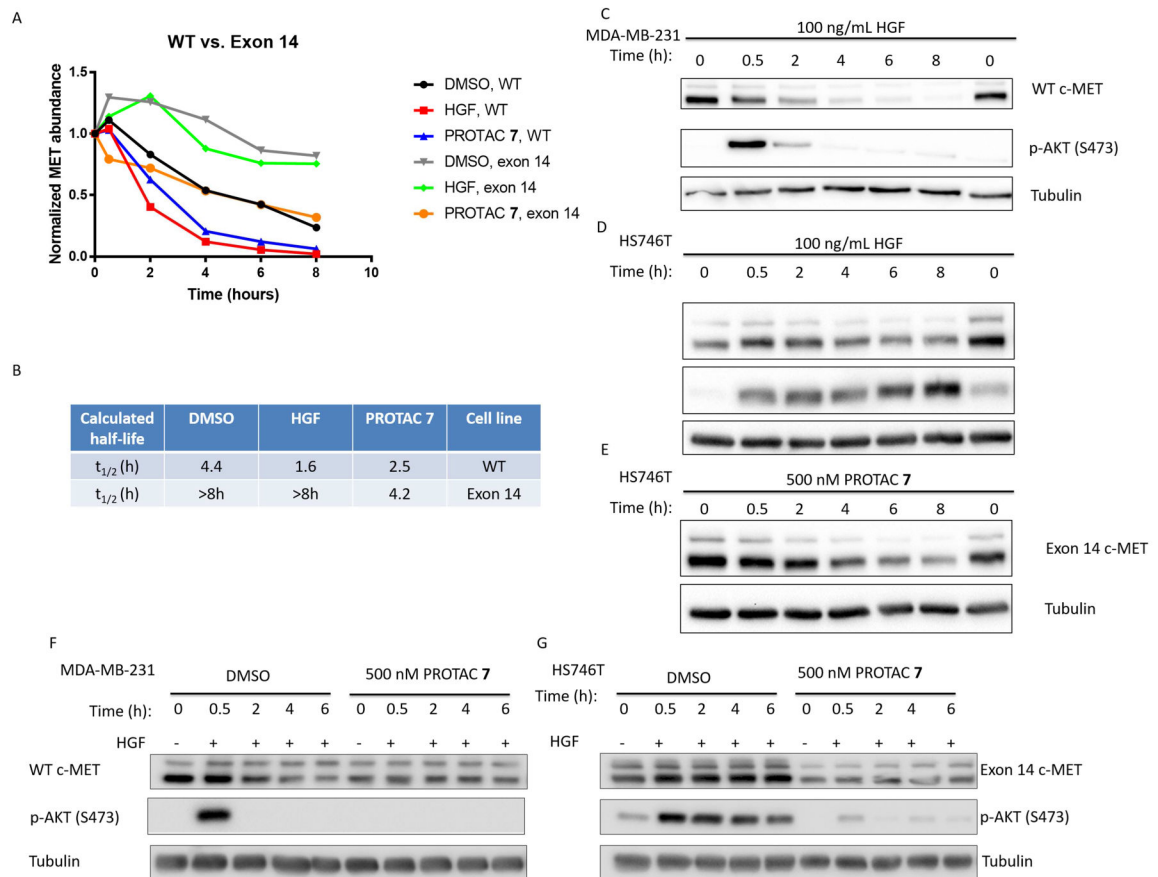 A
WT vs. Exon 14
Normalized MET abundance
1.5
1.0
0.5
0.0
0 2 4 6 8 10
Time (hours)
DMSO, WT
HGF, WT
PROTAC 7, WT
DMSO, exon 14
HGF, exon 14
PROTAC 7, exon 14
B
Calculated half-life DMSO HGF PROTAC 7 Cell line
t1/2 (h) 4.4 1.6 2.5 WT
t1/2 (h) >8h >8h 4.2 Exon 14
C
MDA-MB-231 100 ng/mL HGF
Time (h): 0 0.5 2 4 6 8 0
WT c-MET
p-AKT (S473)
Tubulin
D
HS746T 100 ng/mL HGF
Time (h): 0 0.5 2 4 6 8 0
E
HS746T 500 nM PROTAC 7
Time (h): 0 0.5 2 4 6 8 0
Exon 14 c-MET
Tubulin
F
MDA-MB-231 DMSO 500 nM PROTAC 7
Time (h): 0 0.5 2 4 6 0 0.5 2 4 6
HGF - + + + + - + + + +
WT c-MET
p-AKT (S473)
Tubulin
G
HS746T DMSO 500 nM PROTAC 7
Time (h): 0 0.5 2 4 6 0 0.5 2 4 6
HGF - + + + + - + + + +
Exon 14 c-MET
p-AKT (S473)
Tubulin